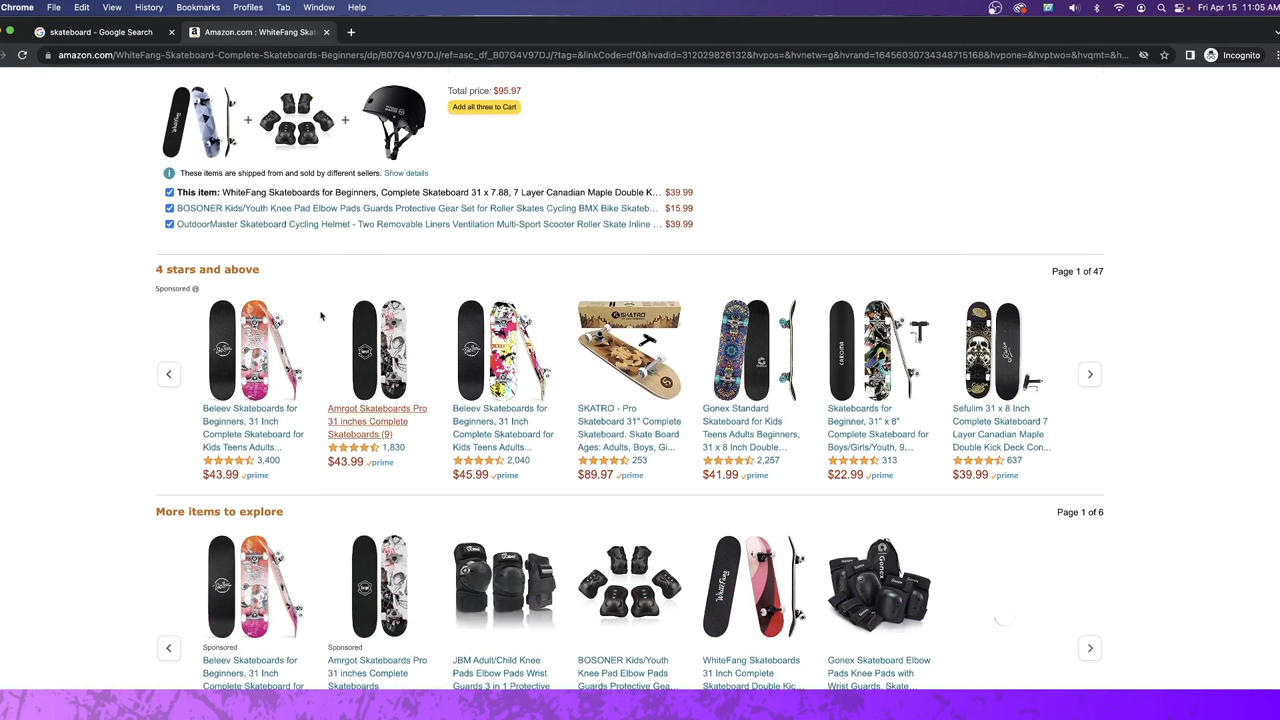 Chrome File Edit View History Bookmarks Profiles Tab Window Help Fri Apr 15 11:05 AM
skateboard - Google Search × Amazon.com : WhiteFang Skat × +
amazon.com/WhiteFang-Skateboard-Complete-Skateboards-Beginners/dp/B07G4V97DJ/ref=asc_df_B07G4V97DJ/?tag=&linkCode=df0&hvadid=312029826132&hvpos=&hvnetw=g&hvrand=16456030734348715168&hvpone=&hvptwo=&hvqmt=&h... Incognito
Total price: $95.97
Add all three to Cart
+ +
These items are shipped from and sold by different sellers. Show details
This item: WhiteFang Skateboards for Beginners, Complete Skateboard 31 x 7.88, 7 Layer Canadian Maple Double K... $39.99
BOSONER Kids/Youth Knee Pad Elbow Pads Guards Protective Gear Set for Roller Skates Cycling BMX Bike Skateb... $15.99
OutdoorMaster Skateboard Cycling Helmet - Two Removable Liners Ventilation Multi-Sport Scooter Roller Skate Inline ... $39.99
4 stars and above
Page 1 of 47
Sponsored
Beleev Skateboards for
Beginners, 31 Inch
Complete Skateboard for
Kids Teens Adults...
3,400
$43.99 prime
Amrgot Skateboards Pro
31 inches Complete
Skateboards (9)
1,830
$43.99 prime
Beleev Skateboards for
Beginners, 31 Inch
Complete Skateboard for
Kids Teens Adults...
2,040
$45.99 prime
SKATRO
SKATRO - Pro
Skateboard 31" Complete
Skateboard. Skate Board
Ages: Adults, Boys, Gi...
253
$89.97 prime
Gonex Standard
Skateboard for Kids
Teens Adults Beginners,
31 x 8 Inch Double...
2,257
$41.99 prime
Skateboards for
Beginner, 31" x 8"
Complete Skateboard for
Boys/Girls/Youth, 9...
313
$22.99 prime
Sefulim 31 x 8 Inch
Complete Skateboard 7
Layer Canadian Maple
Double Kick Deck Con...
637
$39.99 prime
More items to explore
Page 1 of 6
Sponsored
Beleev Skateboards for
Beginners, 31 Inch
Complete Skateboard for
Sponsored
Amrgot Skateboards Pro
31 inches Complete
Skateboards
JBM Adult/Child Knee
Pads Elbow Pads Wrist
Guards 3 in 1 Protective
BOSONER Kids/Youth
Knee Pad Elbow Pads
Guards Protective Gea...
WhiteFang Skateboards
31 Inch Complete
Skateboard Double Kic...
Gonex
Gonex Skateboard Elbow
Pads Knee Pads with
Wrist Guards, Skate...